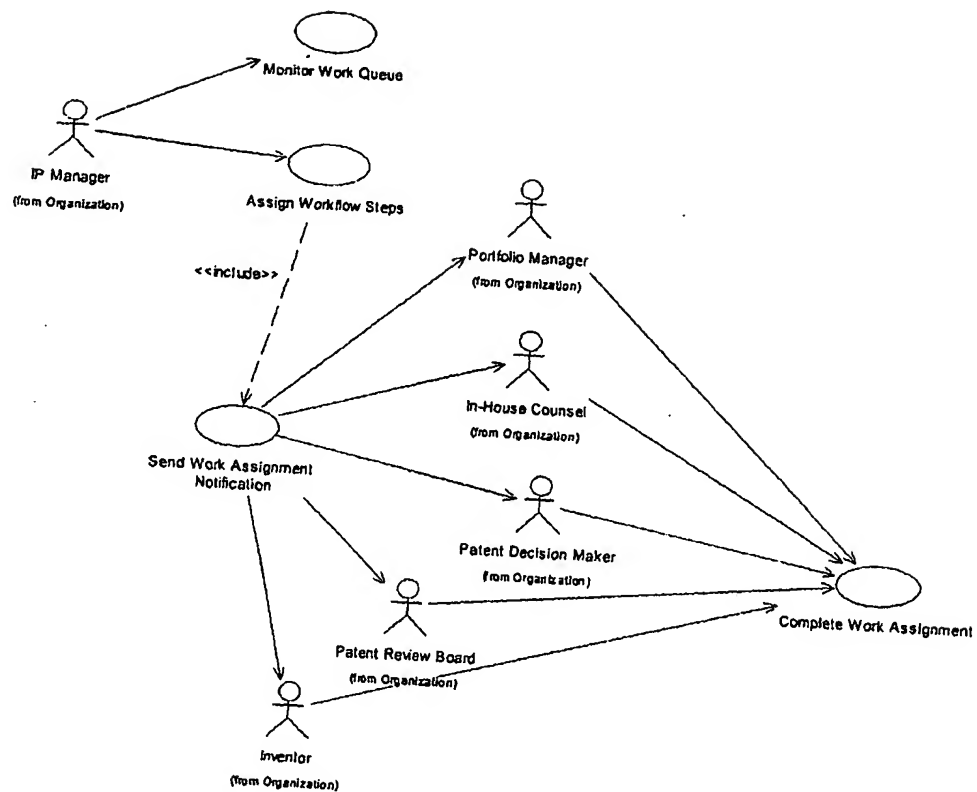 Monitor Work Queue
IP Manager
(from Organization)
Assign Workflow Steps
<<include>>
Portfolio Manager
(from Organization)
In-House Counsel
(from Organization)
Send Work Assignment
Notification
Patent Decision Maker
(from Organization)
Complete Work Assignment
Patent Review Board
(from Organization)
Inventor
(from Organization)